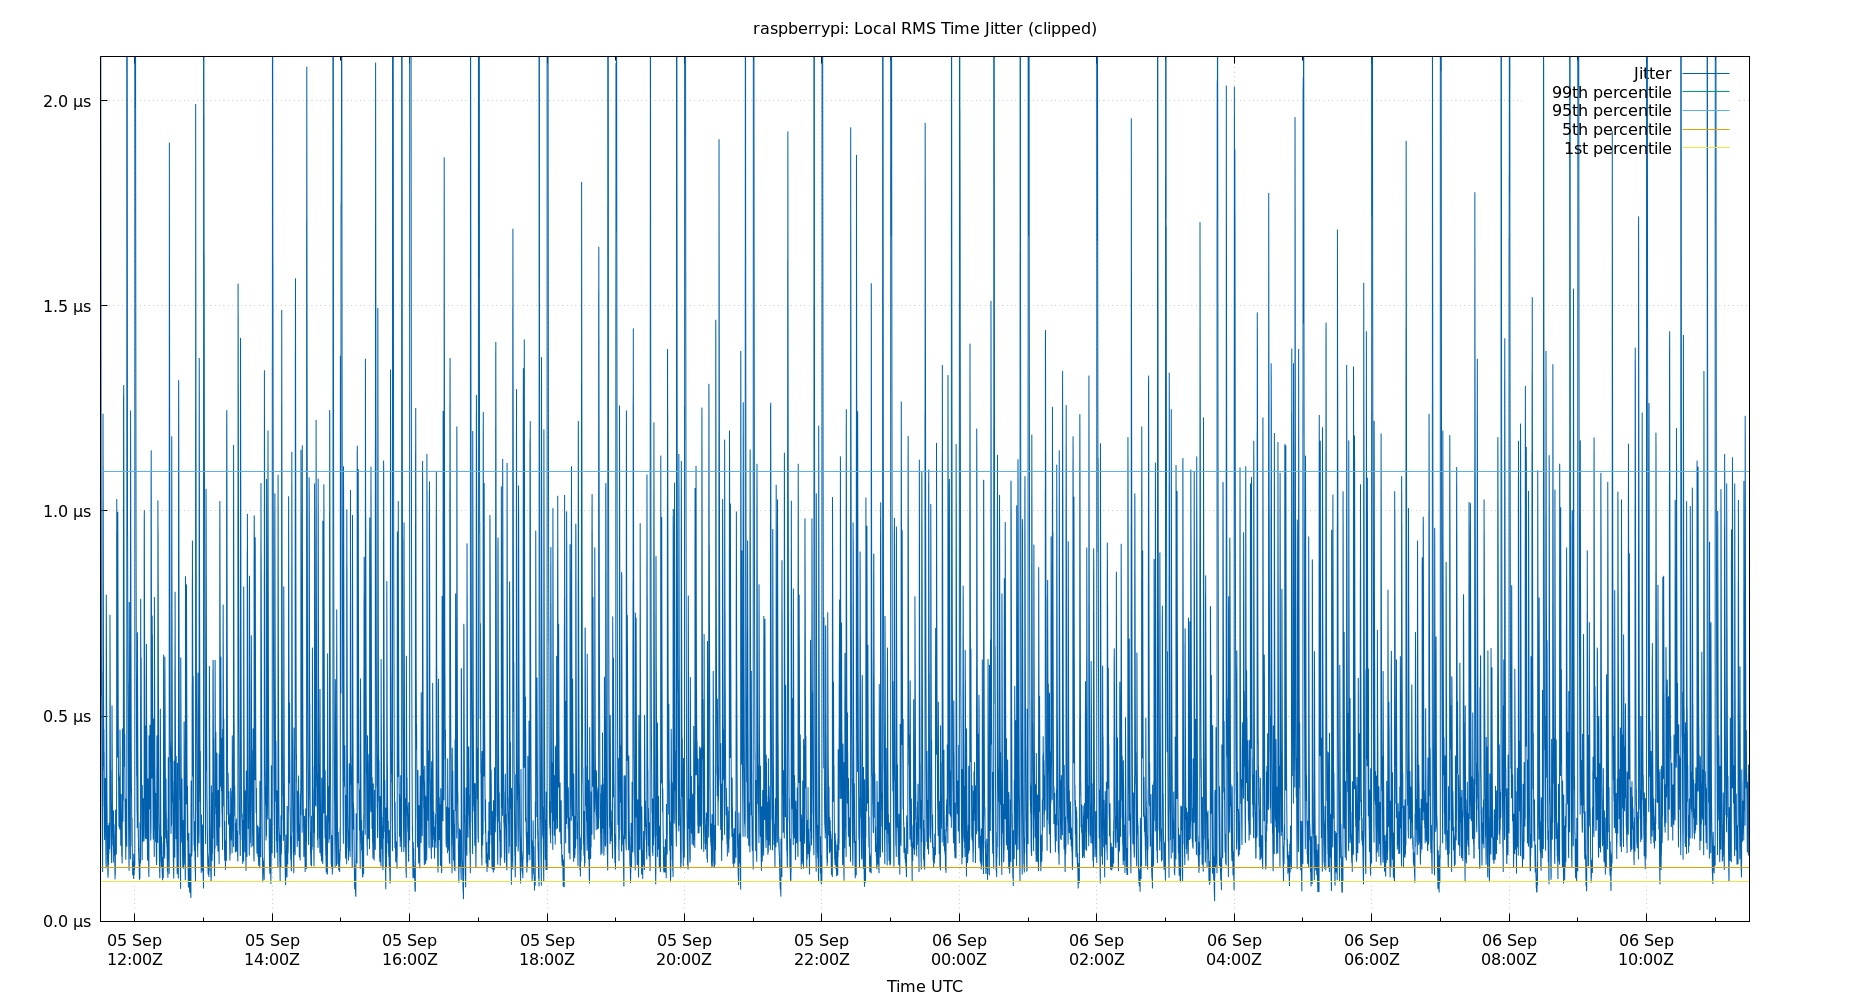 raspberrypi: Local RMS Time Jitter (clipped)
Jitter
99th percentile
95th percentile
5th percentile
1st percentile
2.0 μs
1.5 μs
1.0 μs
0.5 μs
0.0 μs
05 Sep 05 Sep 05 Sep 05 Sep 05 Sep 05 Sep 06 Sep 06 Sep 06 Sep 06 Sep 06 Sep 06 Sep
12:00Z 14:00Z 16:00Z 18:00Z 20:00Z 22:00Z 00:00Z 02:00Z 04:00Z 06:00Z 08:00Z 10:00Z
Time UTC